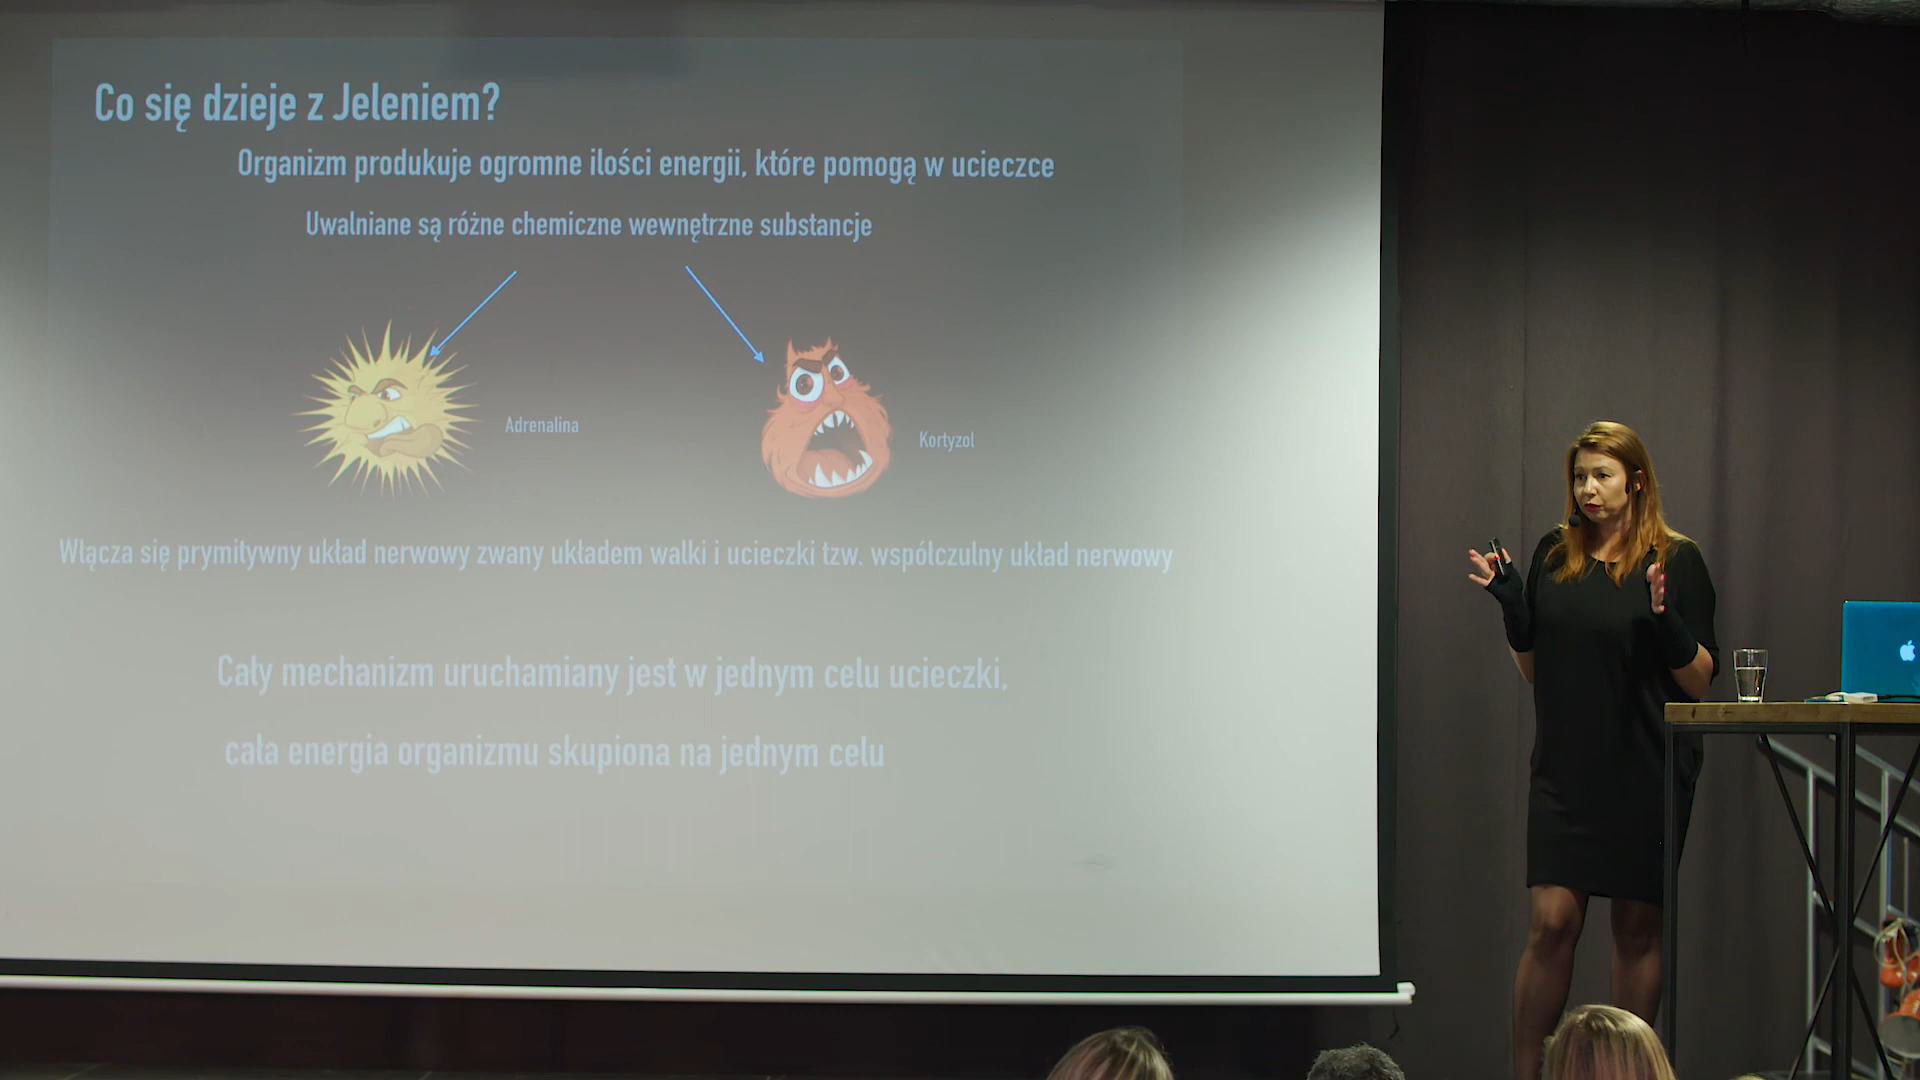 Co się dzieje z Jeleniem?
Organizm produkuje ogromne ilości energii, które pomogą w ucieczce
Uwalniane są różne chemiczne wewnętrzne substancje
Adrenalina
Kortyzol
Włącza się prymitywny układ nerwowy zwany układem walki i ucieczki tzw. współczulny układ nerwowy
Cały mechanizm uruchamiany jest w jednym celu ucieczki,
cała energia organizmu skupiona na jednym celu